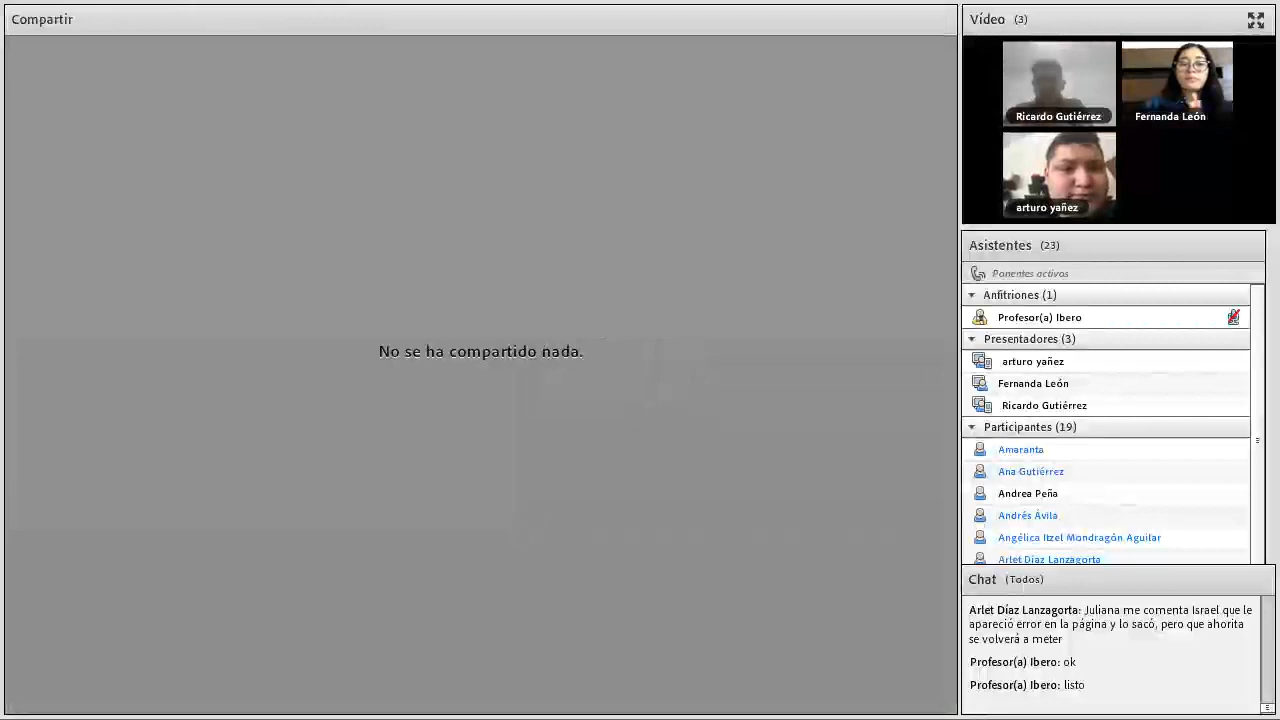 Compartir
No se ha compartido nada.
Vídeo (3)
Ricardo Gutiérrez
Fernanda León
arturo yañez
Asistentes (23)
Ponentes activos
Anfitriones (1)
Profesor(a) Ibero
Presentadores (3)
arturo yañez
Fernanda León
Ricardo Gutiérrez
Participantes (19)
Amaranta
Ana Gutiérrez
Andrea Peña
Andrés Ávila
Angélica Itzel Mondragón Aguilar
Arlet Díaz Lanzagorta
Chat (Todos)
Arlet Díaz Lanzagorta: Juliana me comenta Israel que le
apareció error en la página y lo sacó, pero que ahorita
se volverá a meter
Profesor(a) Ibero: ok
Profesor(a) Ibero: listo